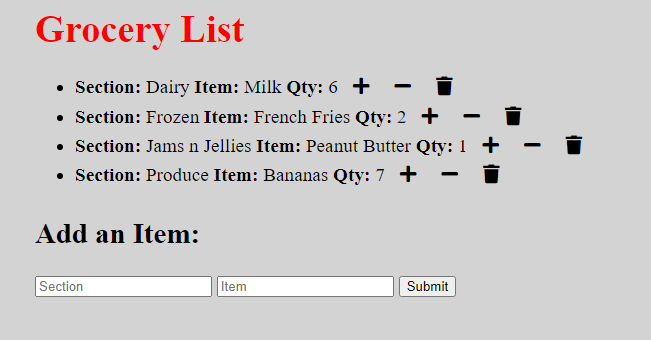 Grocery List
Section: Dairy Item: Milk Qty: 6
Section: Frozen Item: French Fries Qty: 2
Section: Jams n Jellies Item: Peanut Butter Qty: 1
Section: Produce Item: Bananas Qty: 7
Add an Item:
Section Item Submit